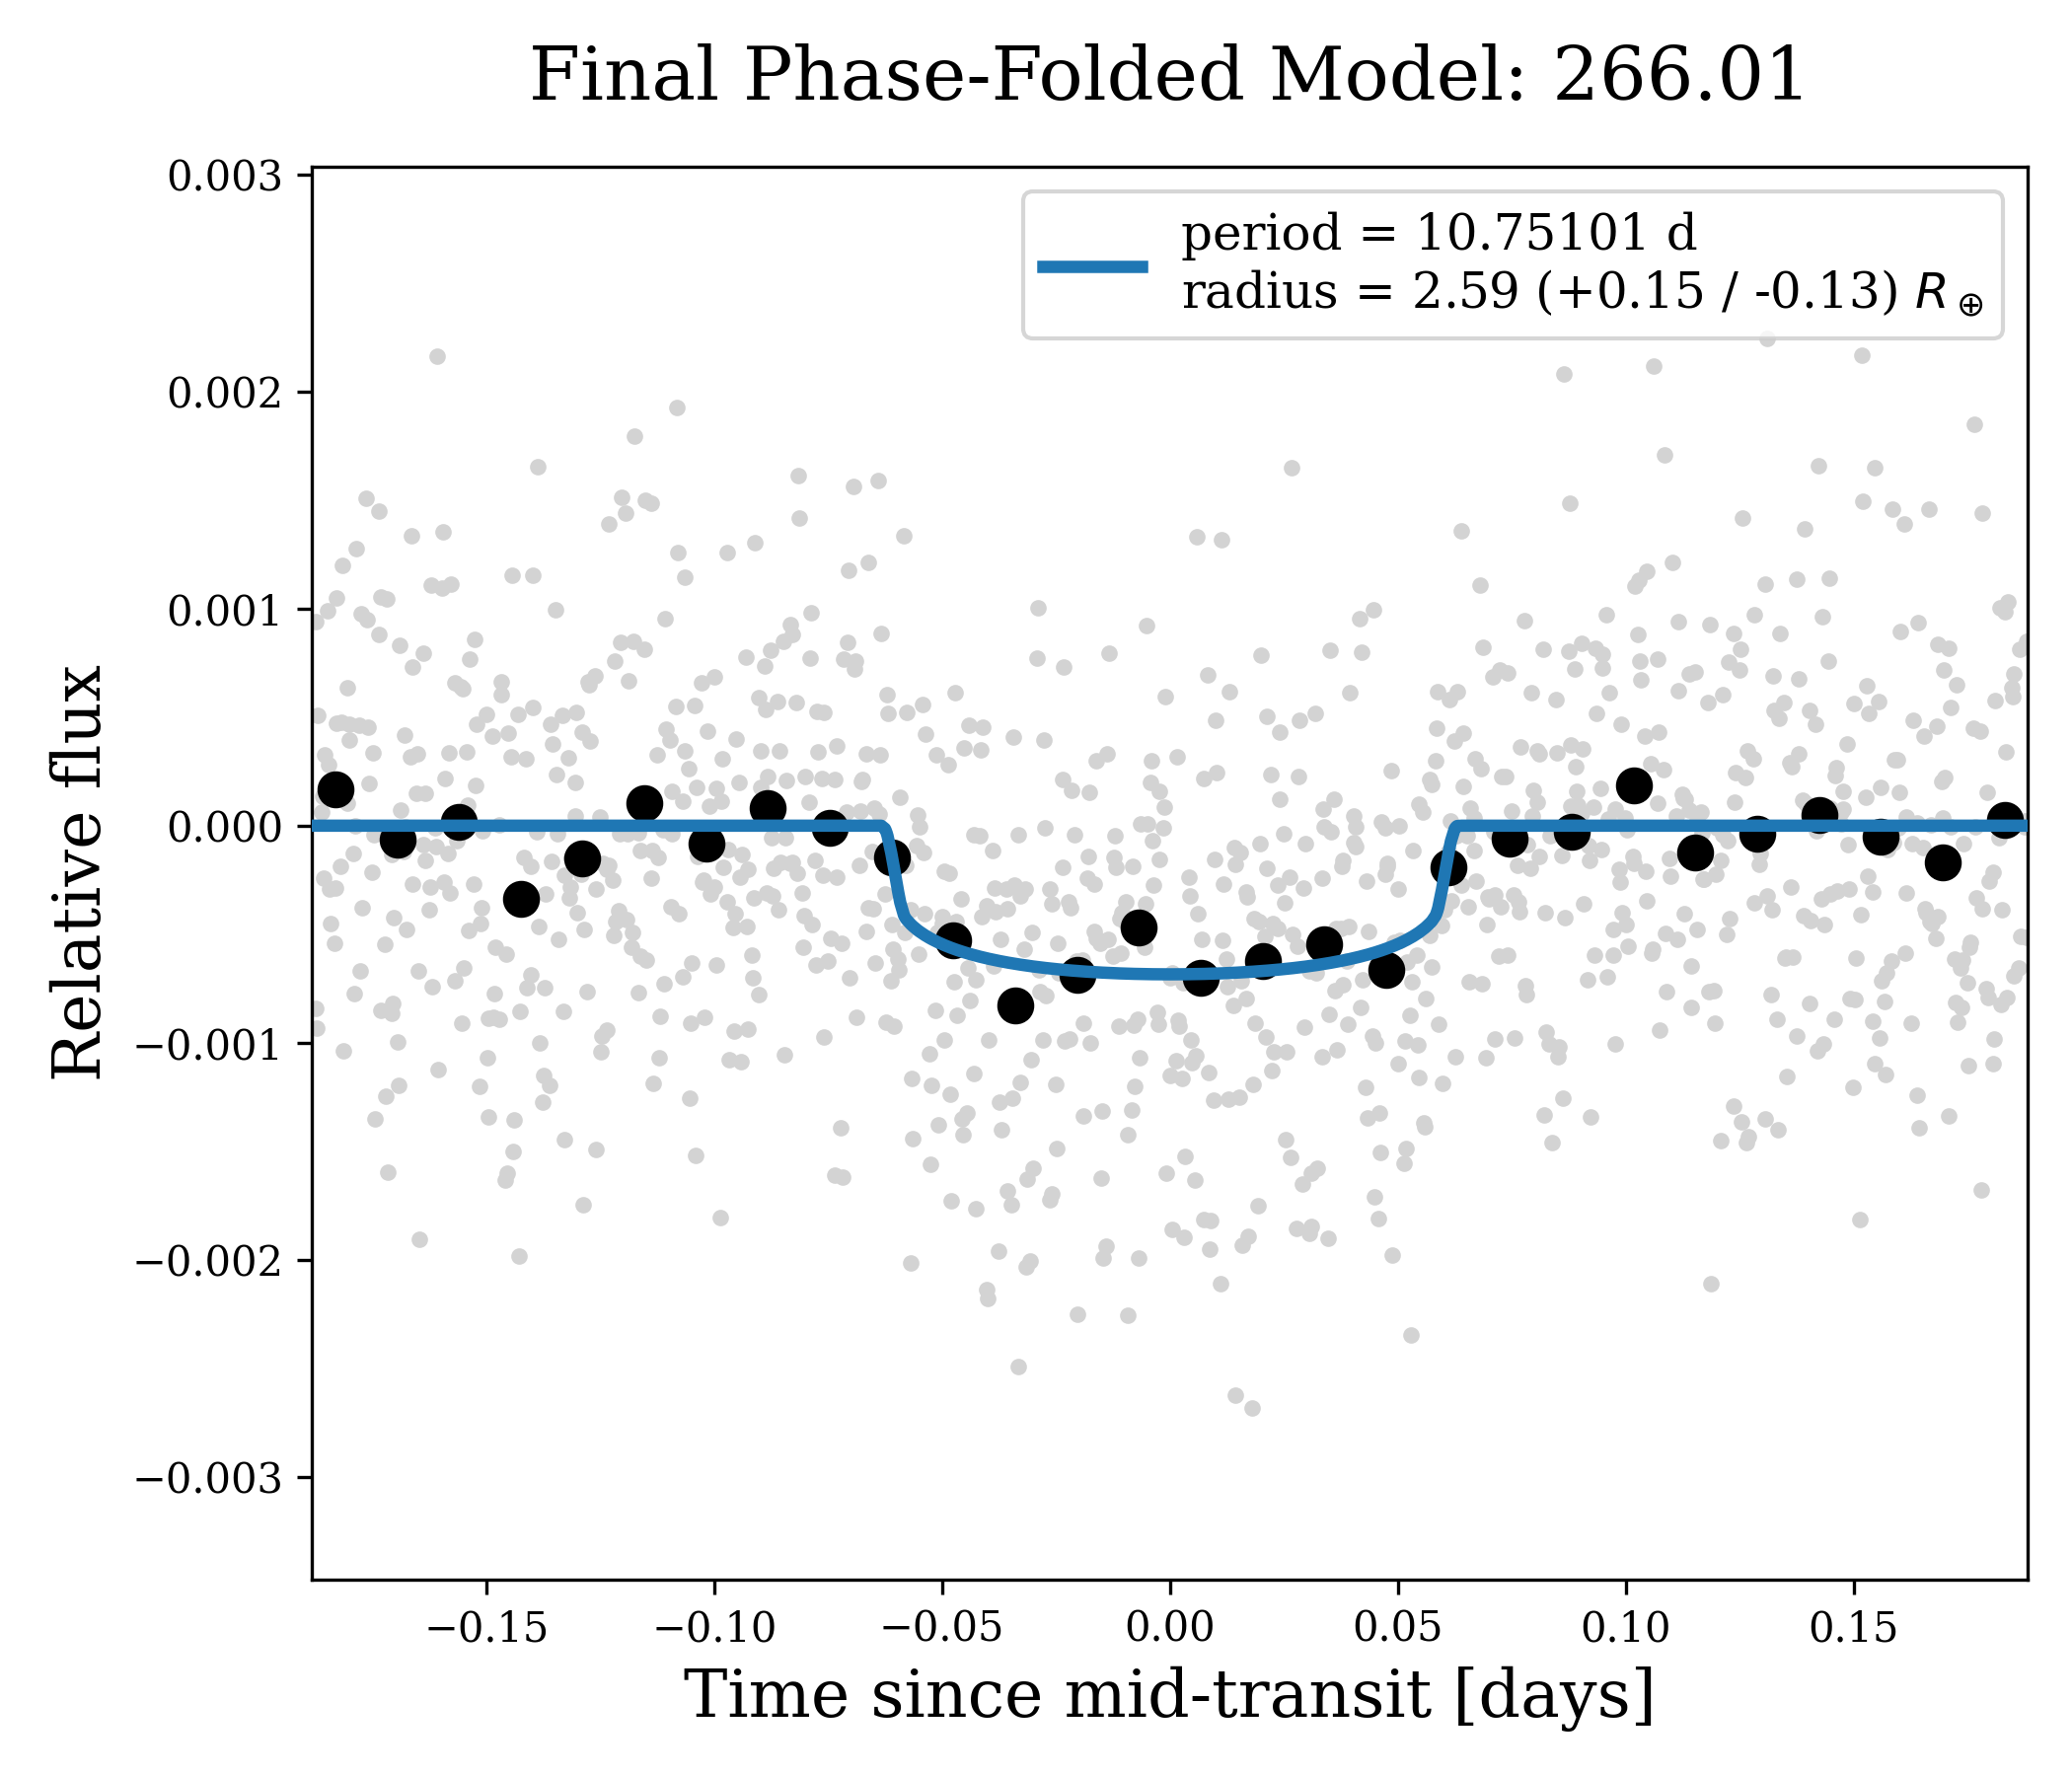 Final Phase-Folded Model: 266.01
period = 10.75101 d
radius = 2.59 (+0.15 / -0.13) R⊕
0.003
0.002
0.001
0.000
−0.001
−0.002
−0.003
Relative flux
−0.15
−0.10
−0.05
0.00
0.05
0.10
0.15
Time since mid-transit [days]